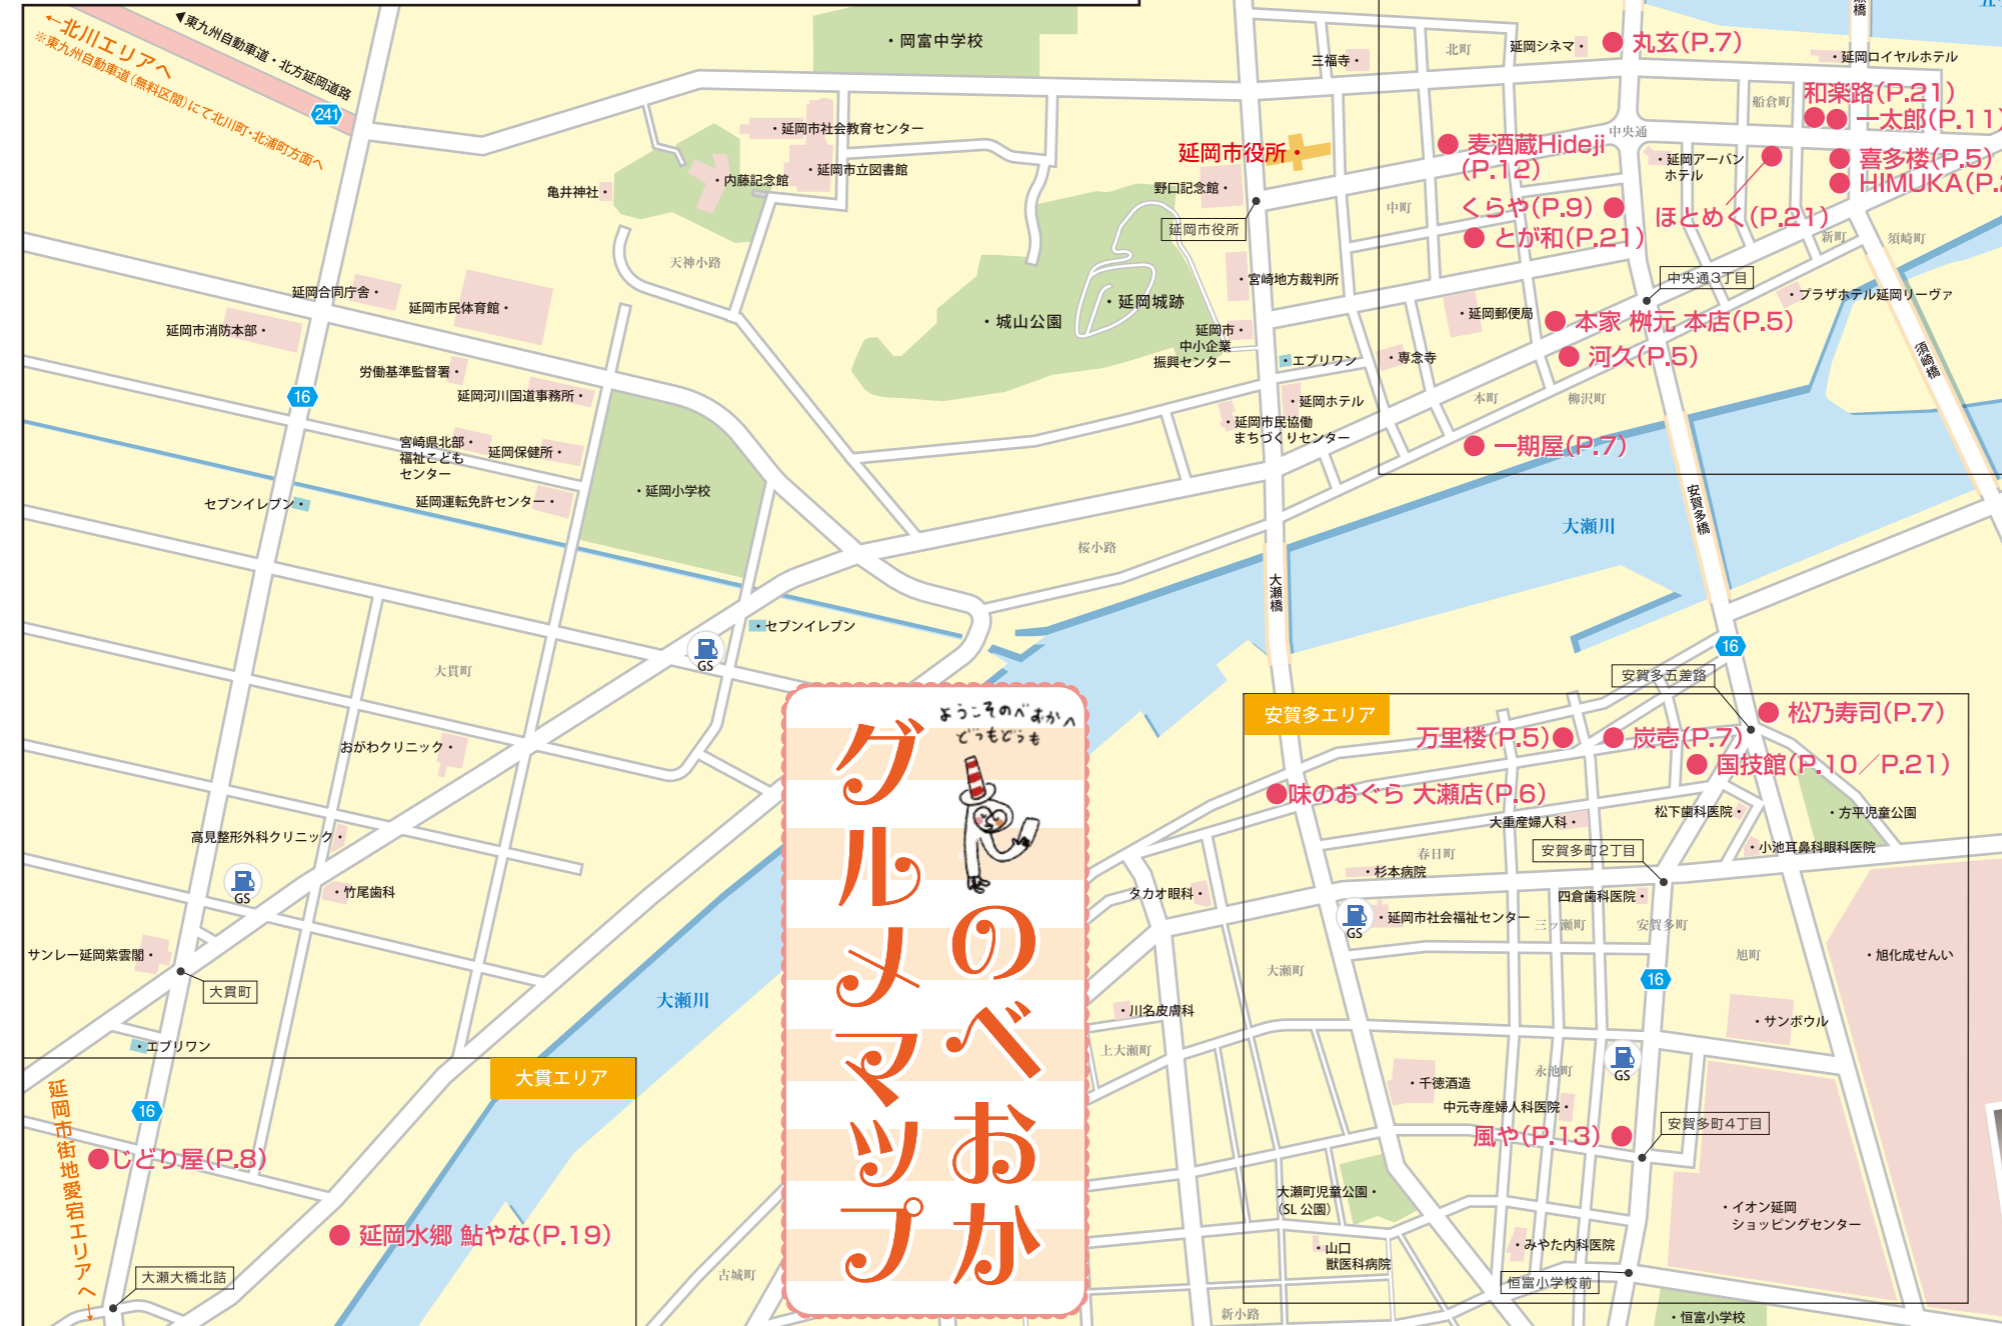 ←北川エリアへ
※東九州自動車道（無料区間）にて北川町・北浦町方面へ
◀東九州自動車道・北方延岡道路
241
・岡富中学校
・延岡市社会教育センター
・延岡市立図書館
・内藤記念館
亀井神社・
天神小路
延岡合同庁舎・
延岡市民体育館・
延岡市消防本部・
労働基準監督署・
延岡河川国道事務所・
16
宮崎県北部・
福祉こども
センター
延岡保健所・
延岡運転免許センター・
セブンイレブン・
・延岡小学校
・城山公園
・延岡城跡
三福寺・
北町
延岡シネマ・
丸玄(P.7)
橋
・延岡ロイヤルホテル
船倉町
和楽路(P.21)
一太郎(P.11)
中央通
延岡市役所・
野口記念館・
延岡市役所
麦酒蔵Hideji
(P.12)
・延岡アーバン
ホテル
喜多楼(P.5)
HIMUKA(P.
中町
くらや(P.9)
とが和(P.21)
ほとめく(P.21)
新町
須崎町
・宮崎地方裁判所
中央通3丁目
・プラザホテル延岡リーヴァ
・延岡郵便局
本家 桝元 本店(P.5)
河久(P.5)
延岡市・
中小企業
振興センター
・エブリワン
・専念寺
須崎橋
・延岡ホテル
本町
柳沢町
・延岡市民協働
まちづくりセンター
一期屋(P.7)
安賀多橋
大瀬川
桜小路
大瀬橋
・セブンイレブン
GS
大貫町
おがわクリニック・
高見整形外科クリニック・
GS
・竹尾歯科
サンレー延岡紫雲閣・
大貫町
・エブリワン
大貫エリア
延岡市街地愛宕エリアへ→
16
じどり屋(P.8)
延岡水郷 鮎やな(P.19)
大瀬大橋北詰
大瀬川
古城町
ようこそのべおかへ
どぅもどぅも
のべおか
グルメマップ
16
安賀多五差路
安賀多エリア
松乃寿司(P.7)
万里楼(P.5)
炭壱(P.7)
国技館(P.10／P.21)
味のおぐら 大瀬店(P.6)
大重産婦人科・
松下歯科医院・
・方平児童公園
春日町
安賀多町2丁目
・小池耳鼻科眼科医院
・杉本病院
タカオ眼科・
四倉歯科医院・
GS
・延岡市社会福祉センター
三ッ瀬町
安賀多町
旭町
・旭化成せんい
大瀬町
16
・川名皮膚科
・サンボウル
上大瀬町
GS
永池町
・千徳酒造
中元寺産婦人科医院・
風や(P.13)
安賀多町4丁目
大瀬町児童公園・
(SL 公園)
・イオン延岡
ショッピングセンター
・山口
獣医科病院
・みやた内科医院
恒富小学校前
新小路
・恒富小学校